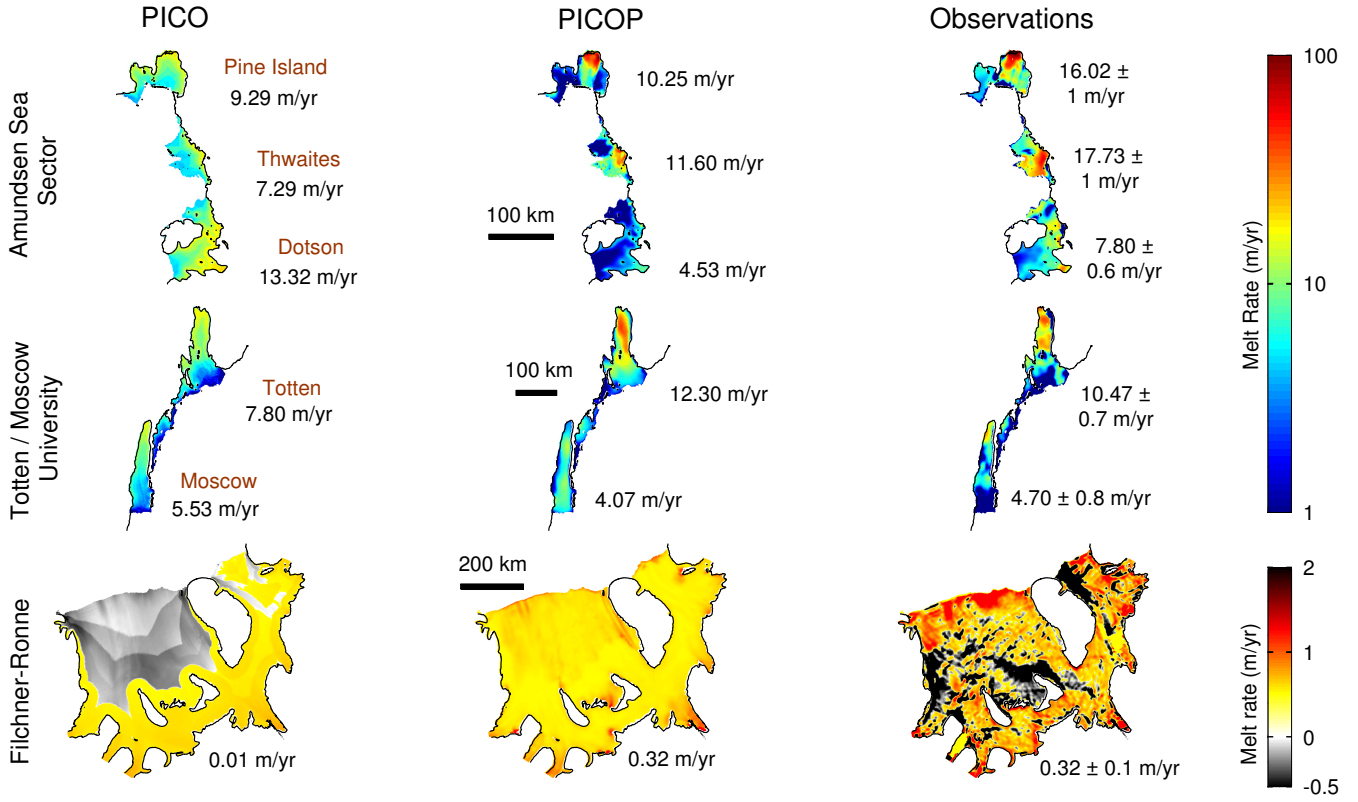 PICO
PICOP
Observations
Amundsen Sea
Sector
Pine Island
9.29 m/yr
10.25 m/yr
16.02 ±
1 m/yr
Thwaites
7.29 m/yr
11.60 m/yr
17.73 ±
1 m/yr
100 km
Dotson
13.32 m/yr
4.53 m/yr
7.80 ±
0.6 m/yr
Melt Rate (m/yr)
100
10
1
Totten / Moscow
University
Totten
7.80 m/yr
100 km
12.30 m/yr
10.47 ±
0.7 m/yr
Moscow
5.53 m/yr
4.07 m/yr
4.70 ± 0.8 m/yr
Filchner-Ronne
200 km
0.01 m/yr
0.32 m/yr
0.32 ± 0.1 m/yr
Melt rate (m/yr)
2
1
0
-0.5